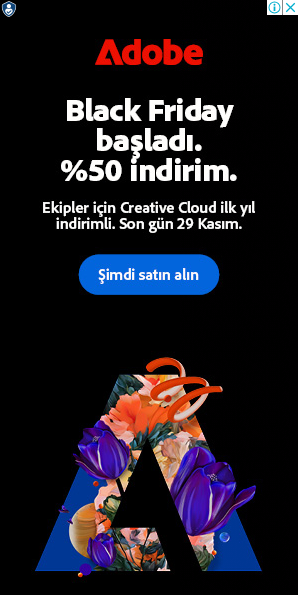 Adobe
Black Friday
başladı.
%50 indirim.
Ekipler için Creative Cloud ilk yıl
indirimli. Son gün 29 Kasım.
Şimdi satın alın